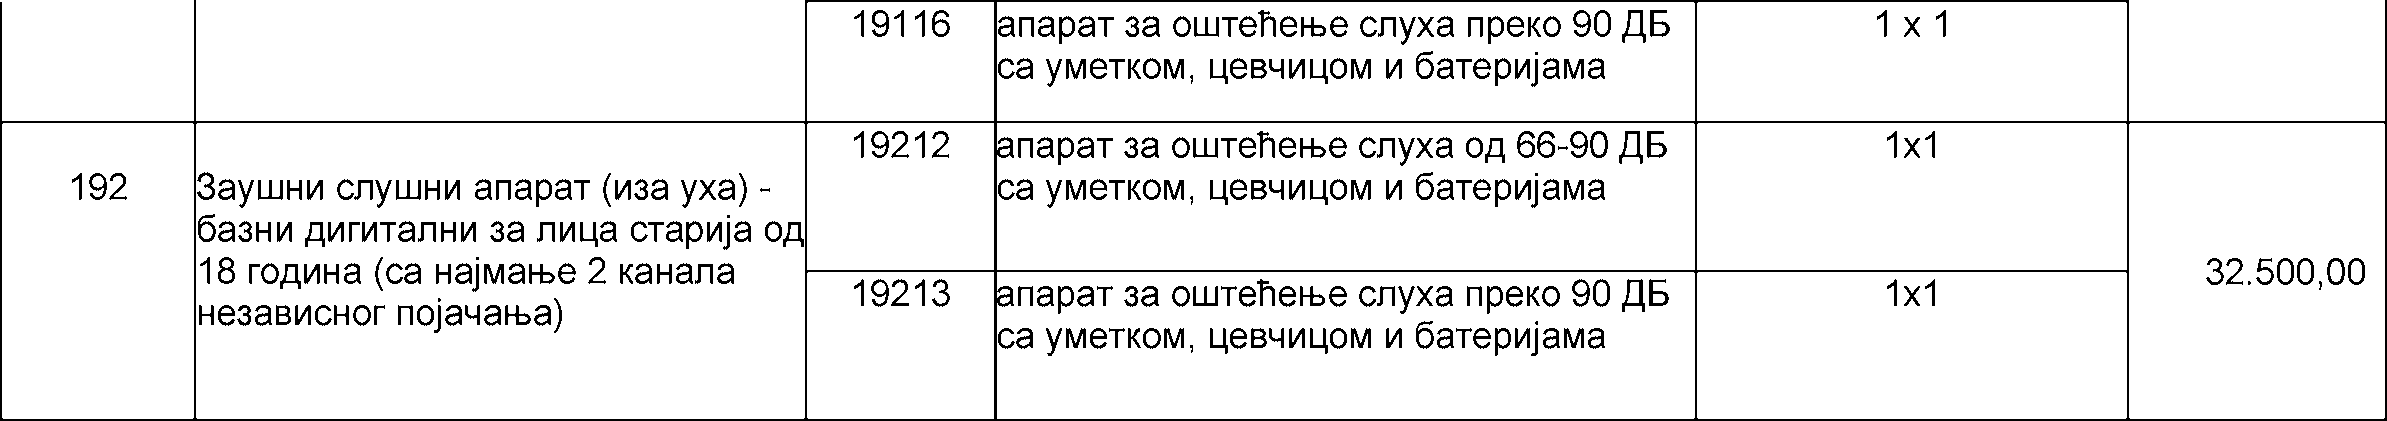 19116
апарат за оштећење слуха преко 90 ДБ
са уметком, цевчицом и батеријама
1 x 1
192
Заушни слушни апарат (иза уха) -
базни дигитални за лица старија од
18 година (са најмање 2 канала
независног појачања)
19212
апарат за оштећење слуха од 66-90 ДБ
са уметком, цевчицом и батеријама
1x1
19213
апарат за оштећење слуха преко 90 ДБ
са уметком, цевчицом и батеријама
1x1
32.500,00